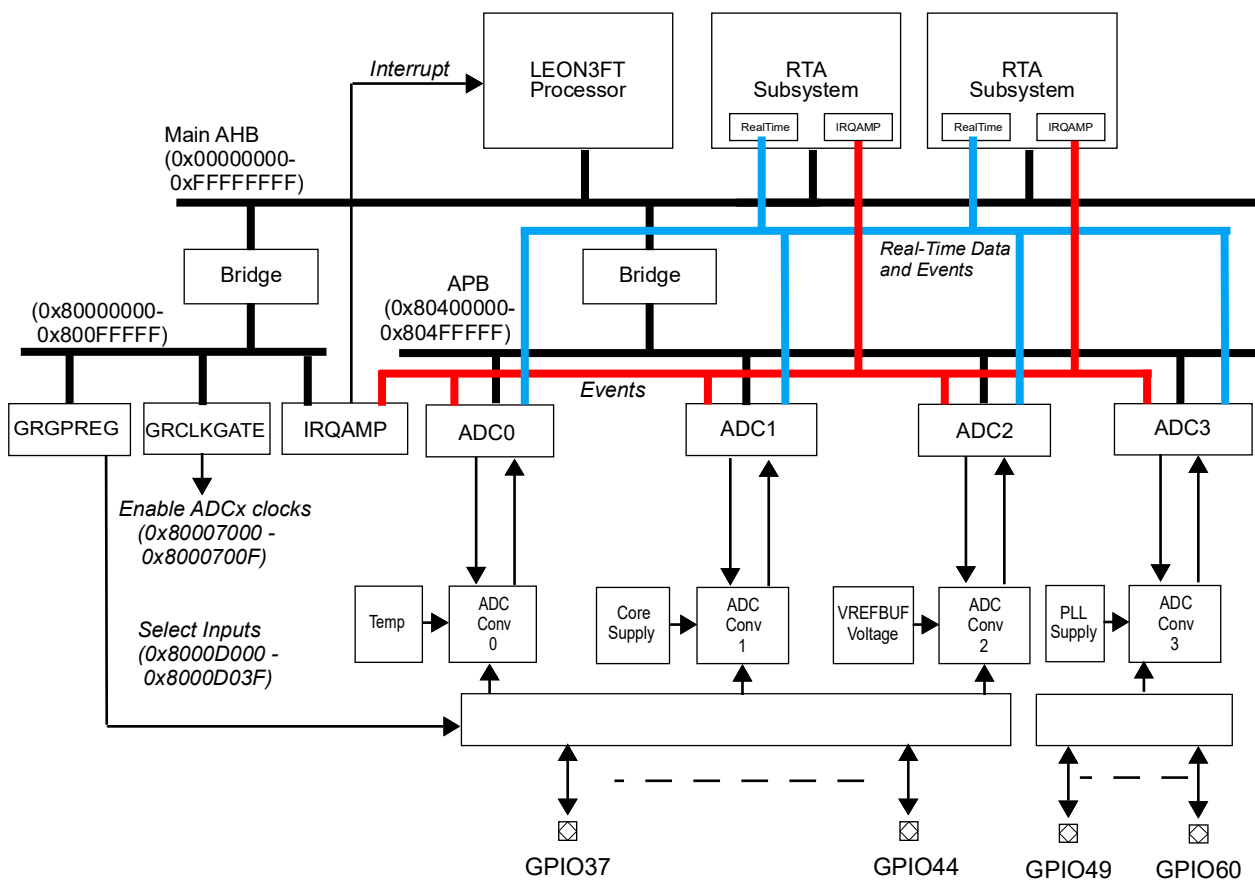 LEON3FT
Processor
RTA
Subsystem
RealTime
IRQAMP
RTA
Subsystem
RealTime
IRQAMP
Interrupt
Main AHB
(0x00000000-
0xFFFFFFFF)
Bridge
Bridge
Real-Time Data
and Events
(0x80000000-
0x800FFFFF)
APB
(0x80400000-
0x804FFFFF)
Events
GRGPREG
GRCLKGATE
IRQAMP
ADC0
ADC1
ADC2
ADC3
Enable ADCx clocks
(0x80007000 -
0x8000700F)
Temp
ADC
Conv
0
Core
Supply
ADC
Conv
1
VREFBUF
Voltage
ADC
Conv
2
PLL
Supply
ADC
Conv
3
Select Inputs
(0x8000D000 -
0x8000D03F)
GPIO37
GPIO44
GPIO49
GPIO60